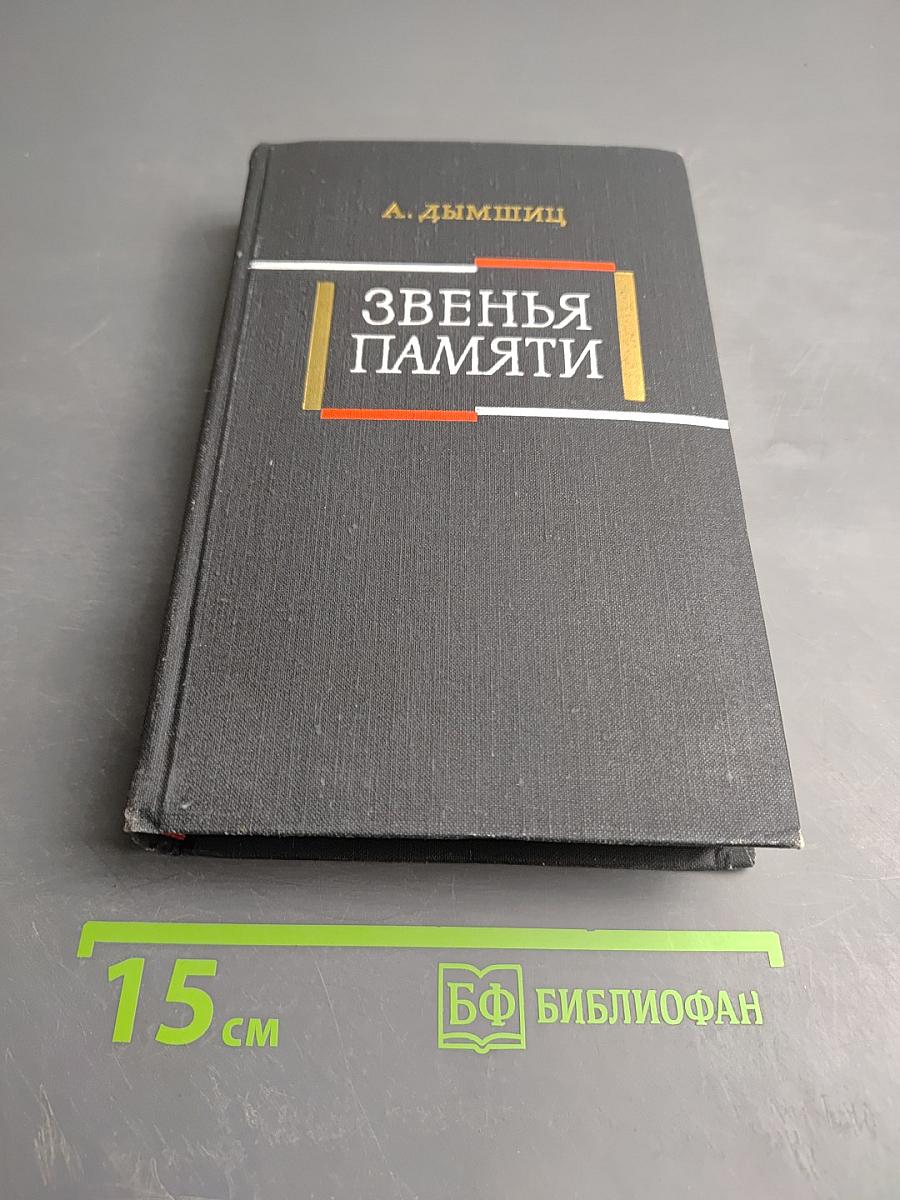 А. ДЫМШИЦ
ЗВЕНЬЯ
ПАМЯТИ
15 см
БФ БИБЛИОФАН